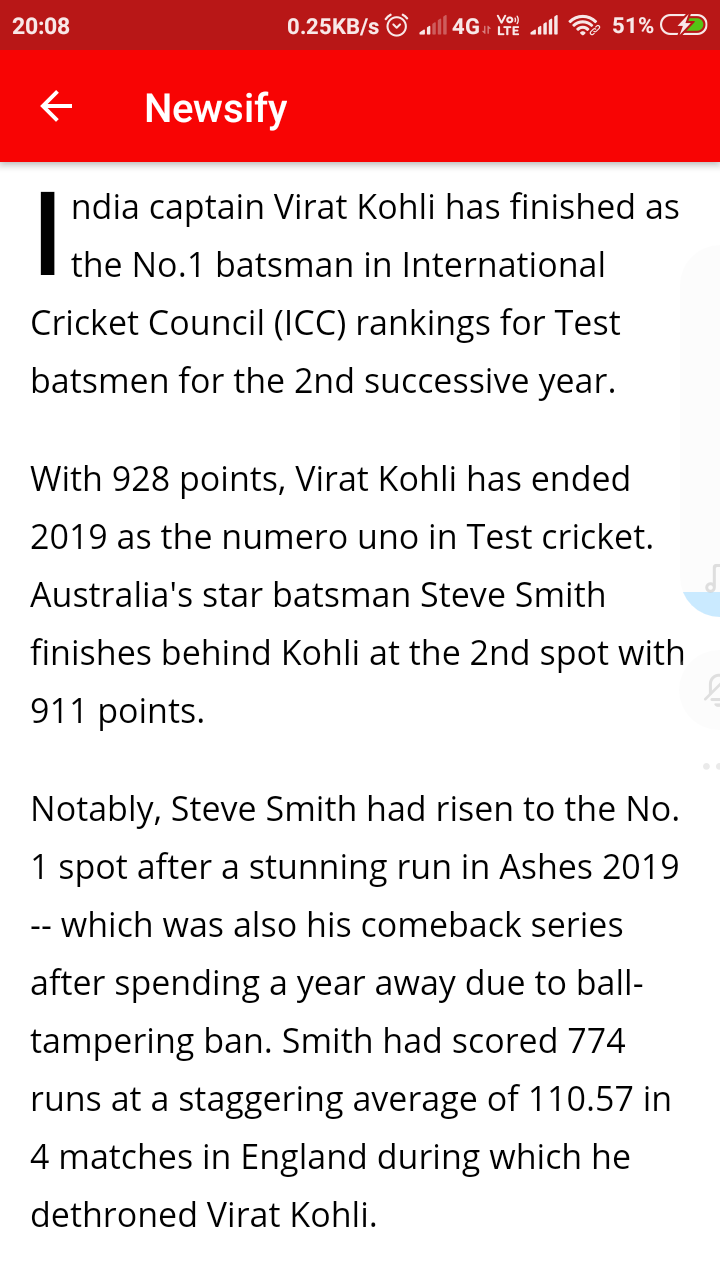 20:08 0.25KB/s 4G VoD LTE 51%
Newsify
India captain Virat Kohli has finished as
the No.1 batsman in International
Cricket Council (ICC) rankings for Test
batsmen for the 2nd successive year.
With 928 points, Virat Kohli has ended
2019 as the numero uno in Test cricket.
Australia's star batsman Steve Smith
finishes behind Kohli at the 2nd spot with
911 points.
Notably, Steve Smith had risen to the No.
1 spot after a stunning run in Ashes 2019
-- which was also his comeback series
after spending a year away due to ball-
tampering ban. Smith had scored 774
runs at a staggering average of 110.57 in
4 matches in England during which he
dethroned Virat Kohli.